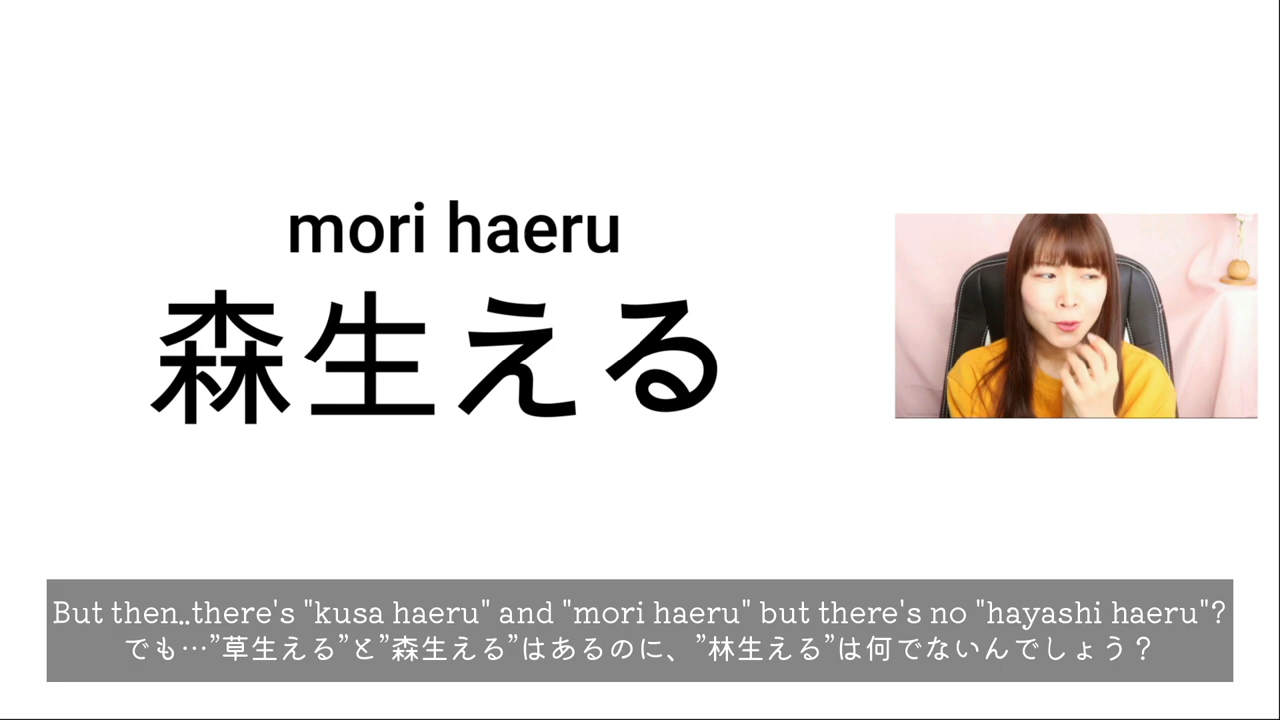 mori haeru
森生える
But then..there's "kusa haeru" and "mori haeru" but there's no "hayashi haeru"?
でも…”草生える”と”森生える”はあるのに、”林生える”は何でないんでしょう？